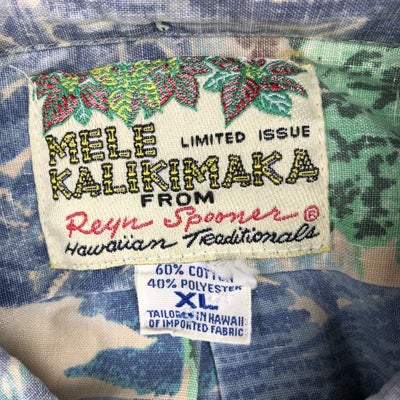 MELE LIMITED ISSUE
KALIKIMAKA
FROM
Reyn Spooner ®
Hawaiian Traditionals
60% COTTON
40% POLYESTER
XL
TAILORED IN HAWAII
OF IMPORTED FABRIC